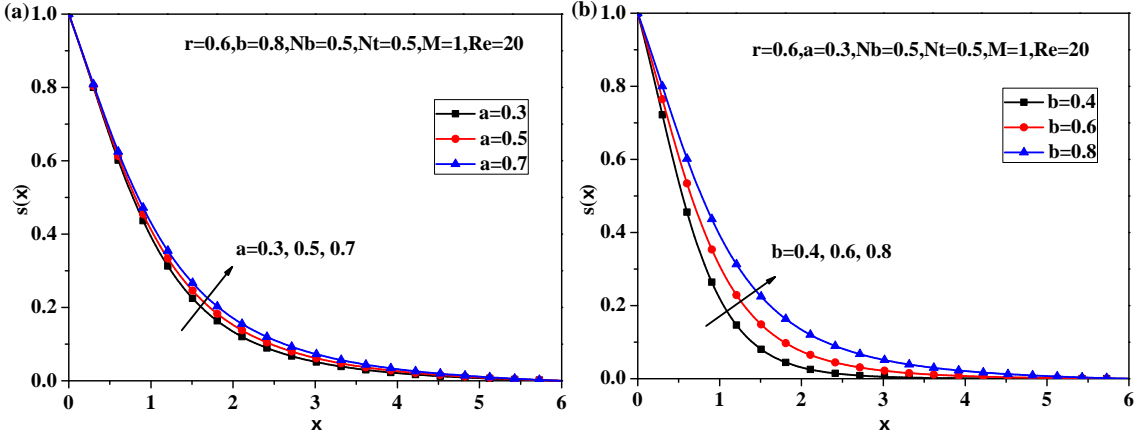 (a)
r=0.6,b=0.8,Nb=0.5,Nt=0.5,M=1,Re=20
a=0.3
a=0.5
a=0.7
a=0.3, 0.5, 0.7
s(x)
1.0
0.8
0.6
0.4
0.2
0.0
0 1 2 3 4 5 6
x
(b)
r=0.6,a=0.3,Nb=0.5,Nt=0.5,M=1,Re=20
b=0.4
b=0.6
b=0.8
b=0.4, 0.6, 0.8
s(x)
1.0
0.8
0.6
0.4
0.2
0.0
0 1 2 3 4 5 6
x